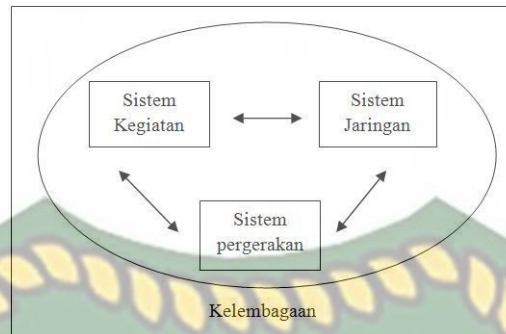 Sistem
Kegiatan
Sistem
Jaringan
Sistem
pergerakan
Kelembagaan